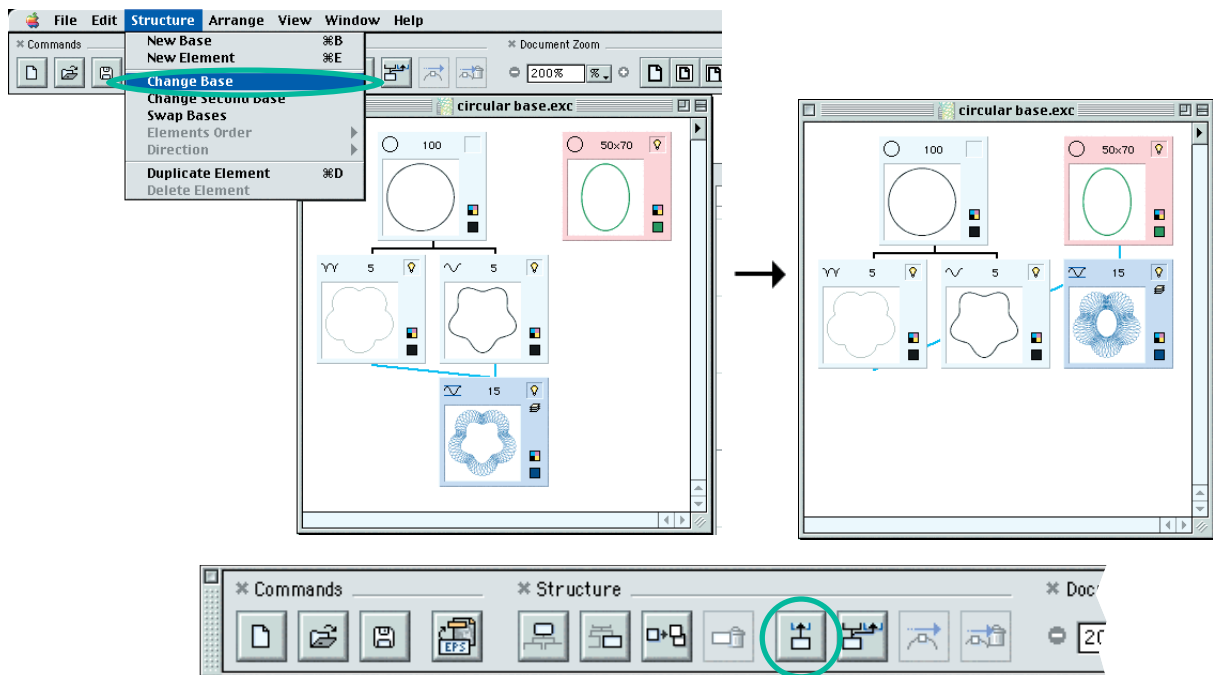 File Edit Structure Arrange View Window Help
Commands
Document Zoom
New Base ⌘B
New Element ⌘E
Change Base
Change Second Base
Swap Bases
Elements Order
Direction
Duplicate Element ⌘D
Delete Element
200% %
circular base.exc
100
50x70
5
5
15
circular base.exc
100
50x70
5
5
15
Commands
Structure
Doc
EPS
20